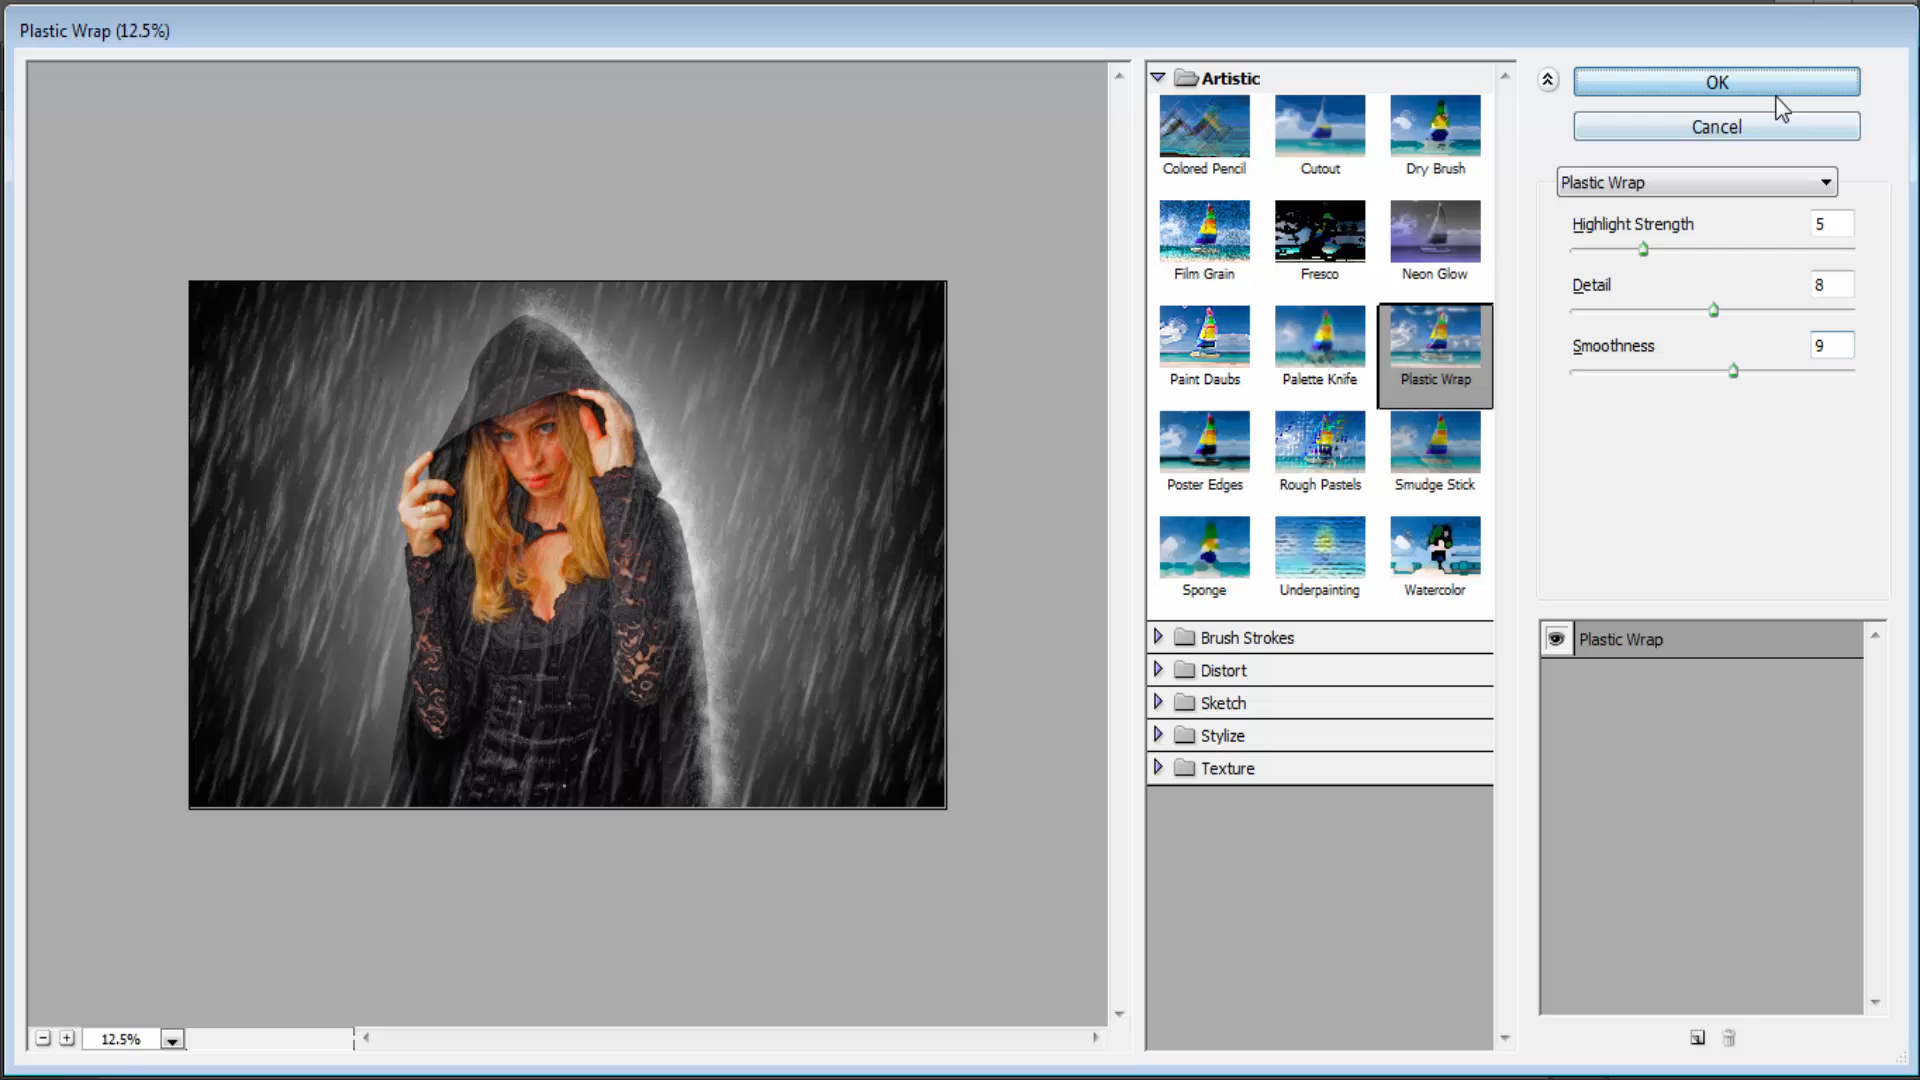 Plastic Wrap (12.5%)
Artistic
OK
Cancel
Colored Pencil
Cutout
Dry Brush
Plastic Wrap
Highlight Strength
5
Film Grain
Fresco
Neon Glow
Detail
8
Smoothness
9
Paint Daubs
Palette Knife
Plastic Wrap
Poster Edges
Rough Pastels
Smudge Stick
Sponge
Underpainting
Watercolor
Brush Strokes
Distort
Sketch
Stylize
Texture
Plastic Wrap
12.5%